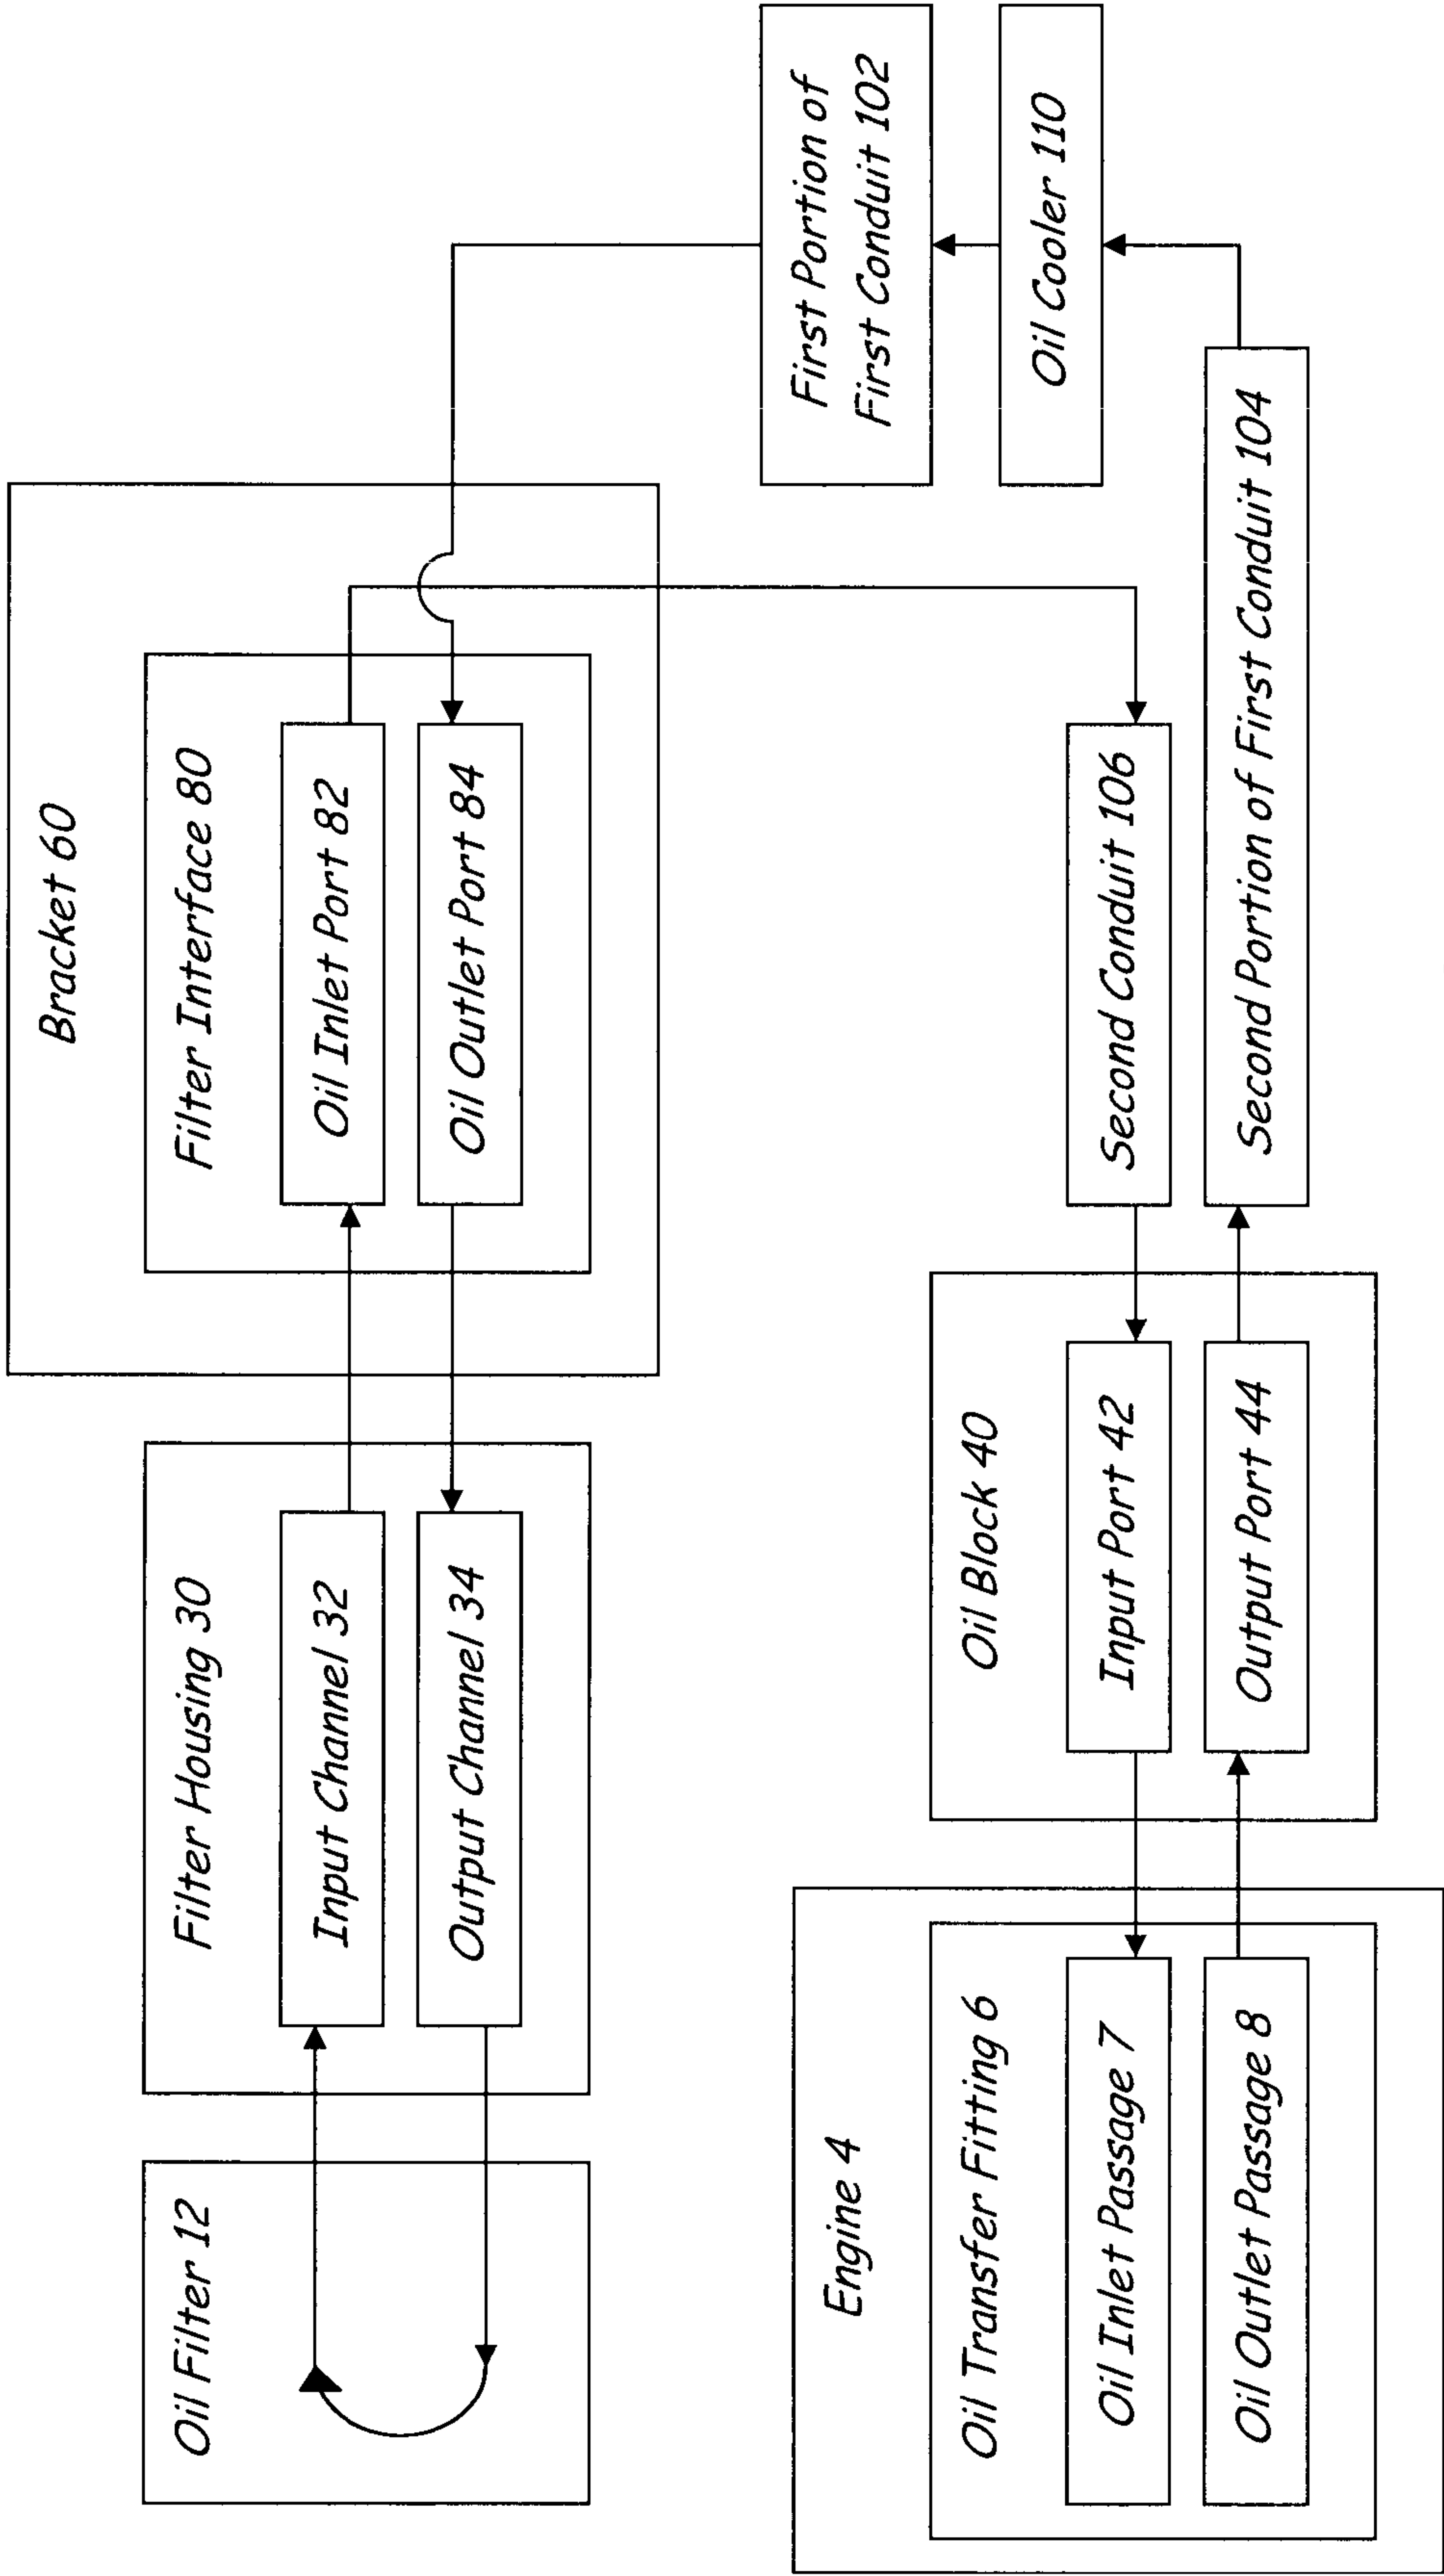 Oil Filter 12
Filter Housing 30
Input Channel 32
Output Channel 34
Bracket 60
Filter Interface 80
Oil Inlet Port 82
Oil Outlet Port 84
First Portion of
First Conduit 102
Oil Cooler 110
Engine 4
Oil Transfer Fitting 6
Oil Inlet Passage 7
Oil Outlet Passage 8
Oil Block 40
Input Port 42
Output Port 44
Second Conduit 106
Second Portion of First Conduit 104